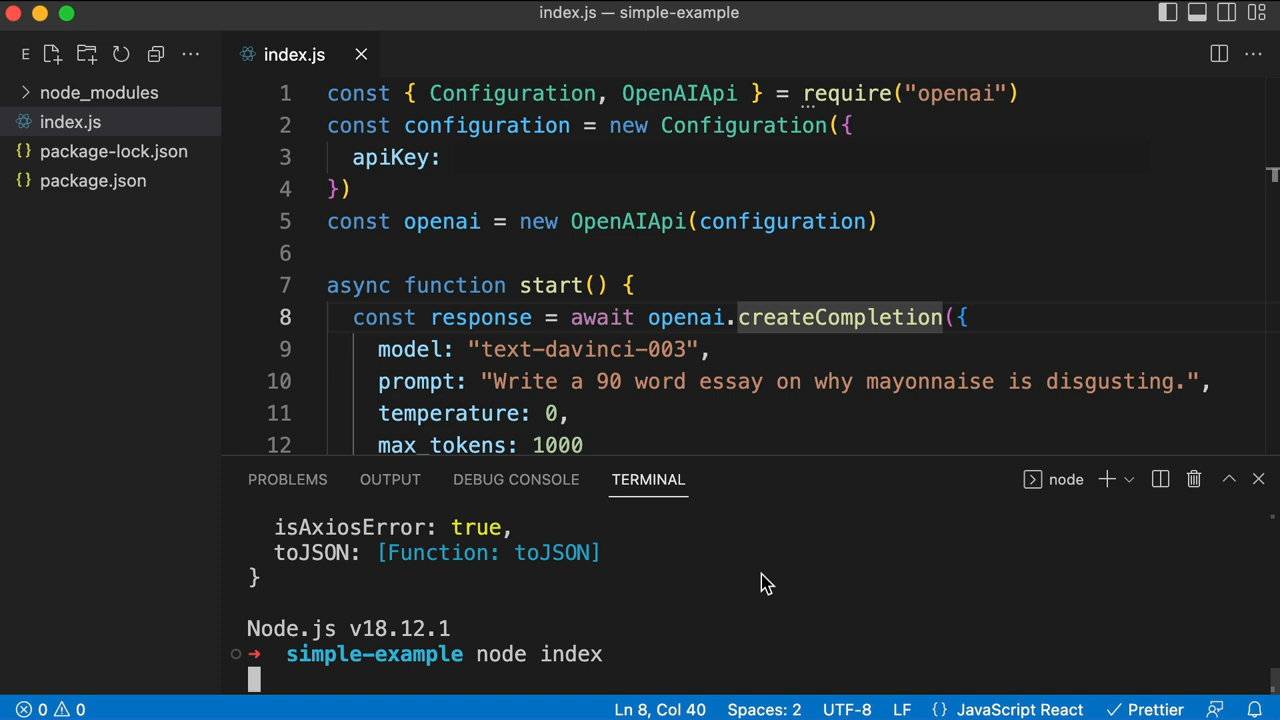 index.js — simple-example
E
index.js
node_modules
index.js
package-lock.json
package.json
1 const { Configuration, OpenAIApi } = require("openai")
2 const configuration = new Configuration({
3 apiKey:
4 })
5 const openai = new OpenAIApi(configuration)
6
7 async function start() {
8 const response = await openai.createCompletion({
9 model: "text-davinci-003",
10 prompt: "Write a 90 word essay on why mayonnaise is disgusting.",
11 temperature: 0,
12 max_tokens: 1000
PROBLEMS OUTPUT DEBUG CONSOLE TERMINAL node
isAxiosError: true,
toJSON: [Function: toJSON]
}
Node.js v18.12.1
➜ simple-example node index
0 0 Ln 8, Col 40 Spaces: 2 UTF-8 LF {} JavaScript React ✓ Prettier